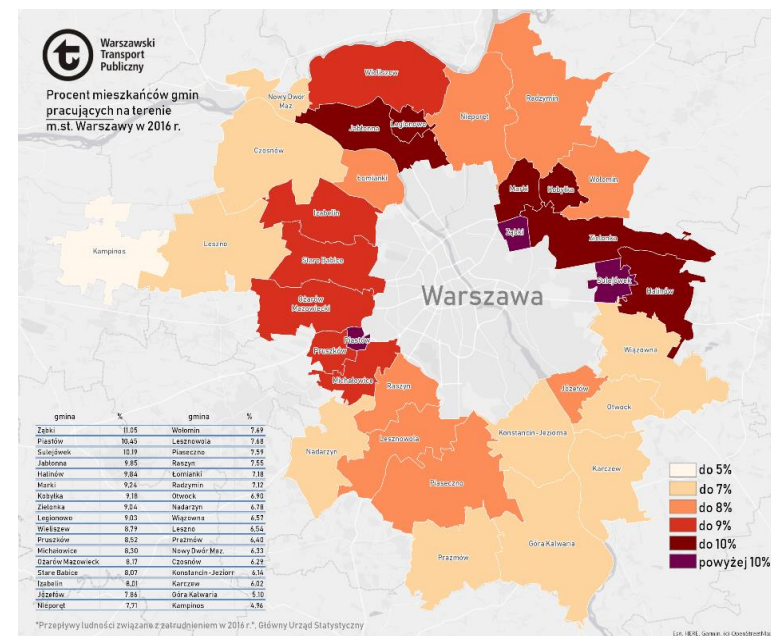 Warszawski
Transport
Publiczny
Procent mieszkańców gmin
pracujących na terenie
m.st. Warszawy w 2016 r.
Wieliszew
Nowy Dwór
Maz.
Jabłonna
Legionowo
Nieporęt
Radzymin
Czosnów
Łomianki
Marki
Kobyłka
Wołomin
Izabelin
Ząbki
Zielonka
Kampinos
Leszno
Stare Babice
Sulejówek
Halinów
Warszawa
Ożarów
Mazowiecki
Piastów
Pruszków
Wiązowna
Michałowice
Raszyn
Józefów
Otwock
Nadarzyn
Lesznowola
Konstancin-Jeziorna
Karczew
Piaseczno
Prażmów
Góra Kalwaria
gmina % gmina %
Ząbki 11.05 Wołomin 7.69
Piastów 10.45 Lesznowola 7.68
Sulejówek 10.19 Piaseczno 7.59
Jabłonna 9.85 Raszyn 7.55
Halinów 9.84 Łomianki 7.18
Marki 9.24 Radzymin 7.12
Kobyłka 9.18 Otwock 6.90
Zielonka 9.04 Nadarzyn 6.78
Legionowo 9.03 Wiązowna 6.57
Wieliszew 8.79 Leszno 6.54
Pruszków 8.52 Prażmów 6.40
Michałowice 8.30 Nowy Dwór Maz. 6.33
Ożarów Mazowieck 8.17 Czosnów 6.29
Stare Babice 8.07 Konstancin-Jeziorr 6.14
Izabelin 8.01 Karczew 6.02
Józefów 7.86 Góra Kalwaria 5.10
Nieporęt 7.71 Kampinos 4.96
do 5%
do 7%
do 8%
do 9%
do 10%
powyżej 10%
"Przepływy ludności związane z zatrudnieniem w 2016 r.", Główny Urząd Statystyczny
Esri, HERE, Garmin, (c) OpenStreetMap